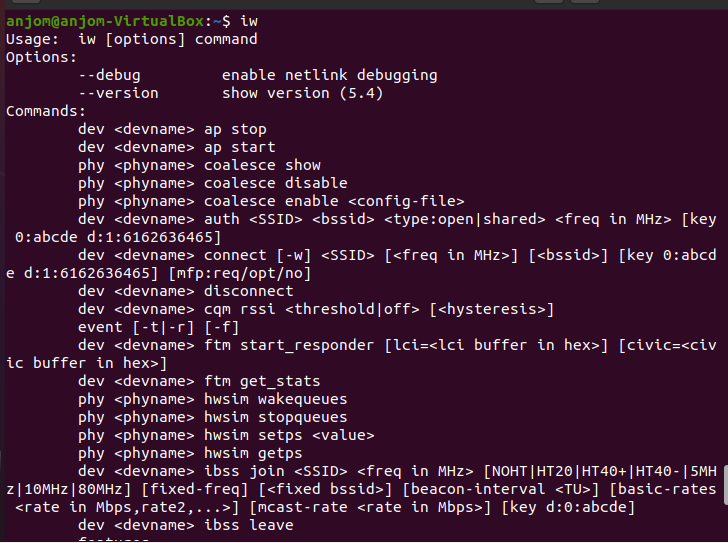 anjom@anjom-VirtualBox:~$ iw
Usage:  iw [options] command
Options:
        --debug         enable netlink debugging
        --version       show version (5.4)
Commands:
        dev <devname> ap stop
        dev <devname> ap start
        phy <phyname> coalesce show
        phy <phyname> coalesce disable
        phy <phyname> coalesce enable <config-file>
        dev <devname> auth <SSID> <bssid> <type:open|shared> <freq in MHz> [key
 0:abcde d:1:6162636465]
        dev <devname> connect [-w] <SSID> [<freq in MHz>] [<bssid>] [key 0:abcd
e d:1:6162636465] [mfp:req/opt/no]
        dev <devname> disconnect
        dev <devname> cqm rssi <threshold|off> [<hysteresis>]
        event [-t|-r] [-f]
        dev <devname> ftm start_responder [lci=<lci buffer in hex>] [civic=<civ
ic buffer in hex>]
        dev <devname> ftm get_stats
        phy <phyname> hwsim wakequeues
        phy <phyname> hwsim stopqueues
        phy <phyname> hwsim setps <value>
        phy <phyname> hwsim getps
        dev <devname> ibss join <SSID> <freq in MHz> [NOHT|HT20|HT40+|HT40-|5MH
z|10MHz|80MHz] [fixed-freq] [<fixed bssid>] [beacon-interval <TU>] [basic-rates
 <rate in Mbps,rate2,...>] [mcast-rate <rate in Mbps>] [key d:0:abcde]
        dev <devname> ibss leave